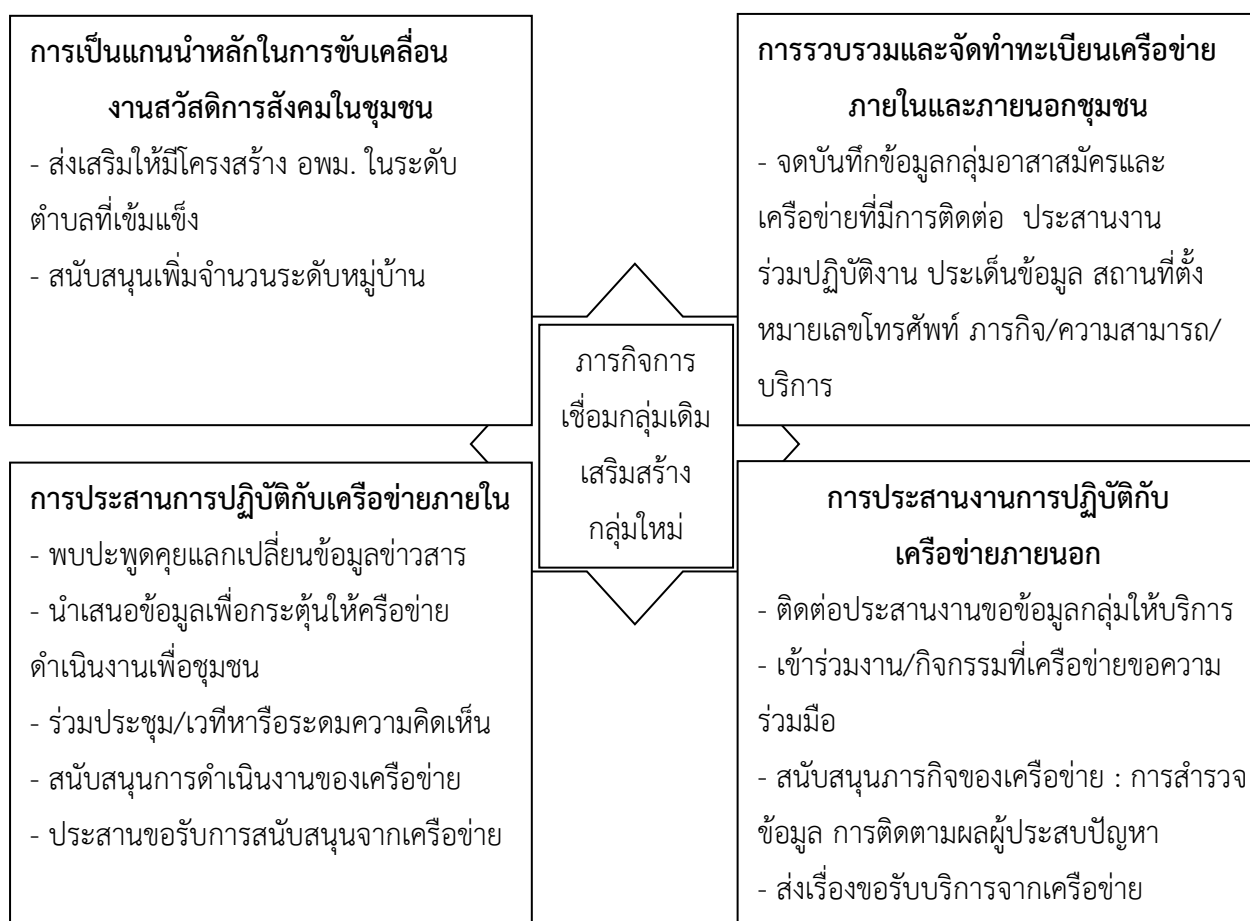 การเป็นแกนนำหลักในการขับเคลื่อน
งานสวัสดิการสังคมในชุมชน
- ส่งเสริมให้มีโครงสร้าง อพม. ในระดับ
ตำบลที่เข้มแข็ง
- สนับสนุนเพิ่มจำนวนระดับหมู่บ้าน
การรวบรวมและจัดทำทะเบียนเครือข่าย
ภายในและภายนอกชุมชน
- จดบันทึกข้อมูลกลุ่มอาสาสมัครและ
เครือข่ายที่มีการติดต่อ ประสานงาน
ร่วมปฏิบัติงาน ประเด็นข้อมูล สถานที่ตั้ง
หมายเลขโทรศัพท์ ภารกิจ/ความสามารถ/
บริการ
ภารกิจการ
เชื่อมกลุ่มเดิม
เสริมสร้าง
กลุ่มใหม่
การประสานการปฏิบัติกับเครือข่ายภายใน
- พบปะพูดคุยแลกเปลี่ยนข้อมูลข่าวสาร
- นำเสนอข้อมูลเพื่อกระตุ้นให้ครือข่าย
ดำเนินงานเพื่อชุมชน
- ร่วมประชุม/เวทีหารือระดมความคิดเห็น
- สนับสนุนการดำเนินงานของเครือข่าย
- ประสานขอรับการสนับสนุนจากเครือข่าย
การประสานงานการปฏิบัติกับ
เครือข่ายภายนอก
- ติดต่อประสานงานขอข้อมูลกลุ่มให้บริการ
- เข้าร่วมงาน/กิจกรรมที่เครือข่ายขอความ
ร่วมมือ
- สนับสนุนภารกิจของเครือข่าย : การสำรวจ
ข้อมูล การติดตามผลผู้ประสบปัญหา
- ส่งเรื่องขอรับบริการจากเครือข่าย